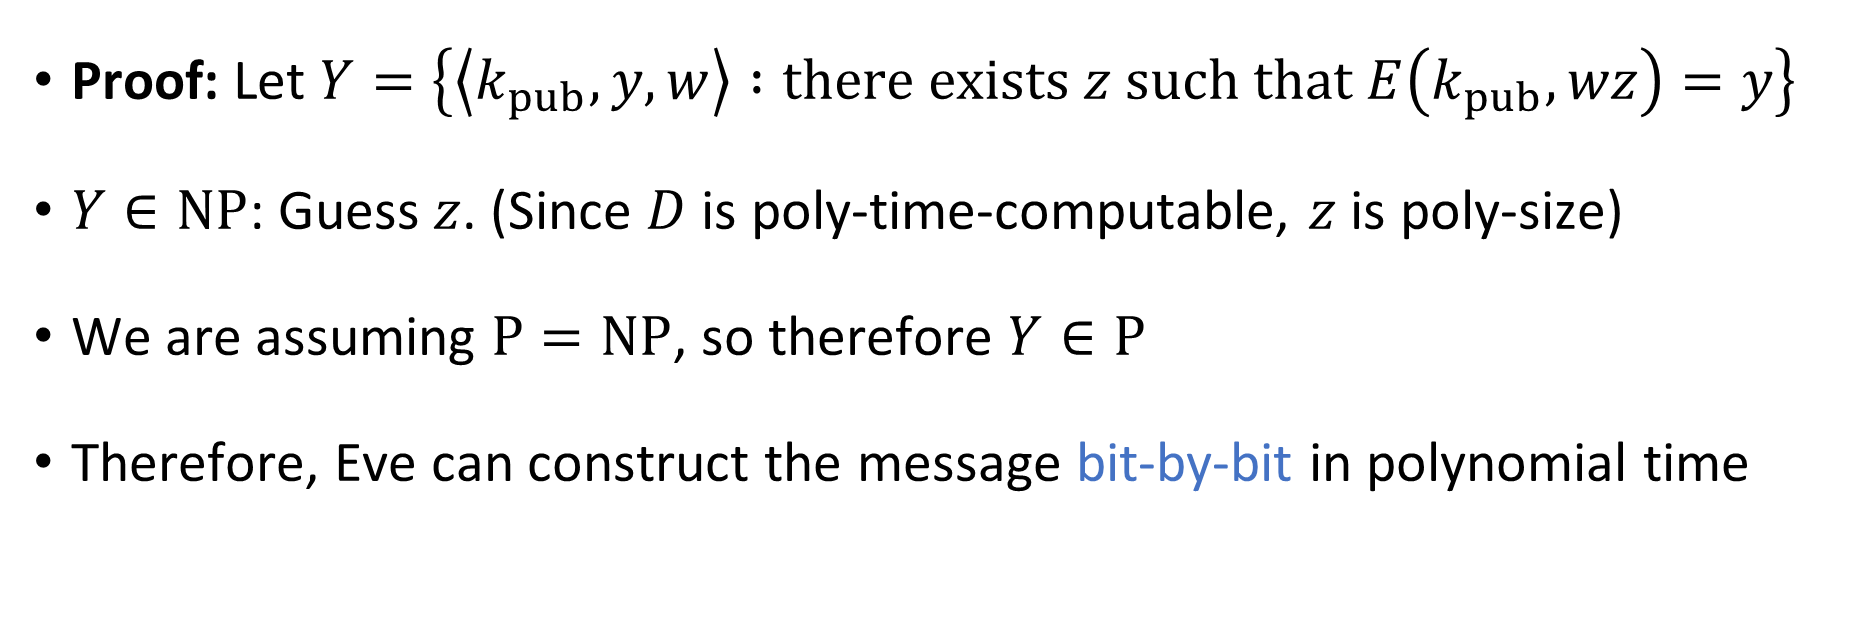 • Proof: Let Y = {⟨k_pub, y, w⟩ : there exists z such that E(k_pub, wz) = y}
• Y ∈ NP: Guess z. (Since D is poly-time-computable, z is poly-size)
• We are assuming P = NP, so therefore Y ∈ P
• Therefore, Eve can construct the message bit-by-bit in polynomial time